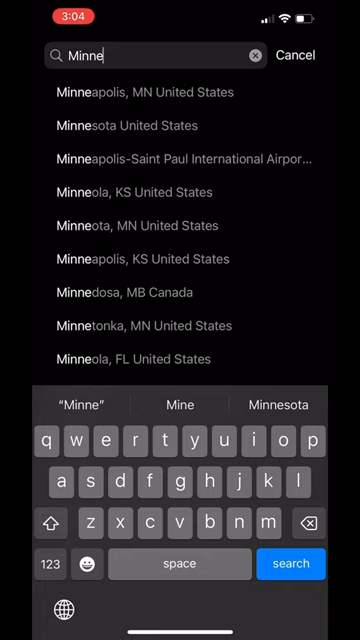 3:04
Minne
Cancel
Minneapolis, MN United States
Minnesota United States
Minneapolis-Saint Paul International Airpor...
Minneola, KS United States
Minneota, MN United States
Minneapolis, KS United States
Minnedosa, MB Canada
Minnetonka, MN United States
Minneola, FL United States
“Minne” Mine Minnesota
q w e r t y u i o p
a s d f g h j k l
z x c v b n m
123 space search